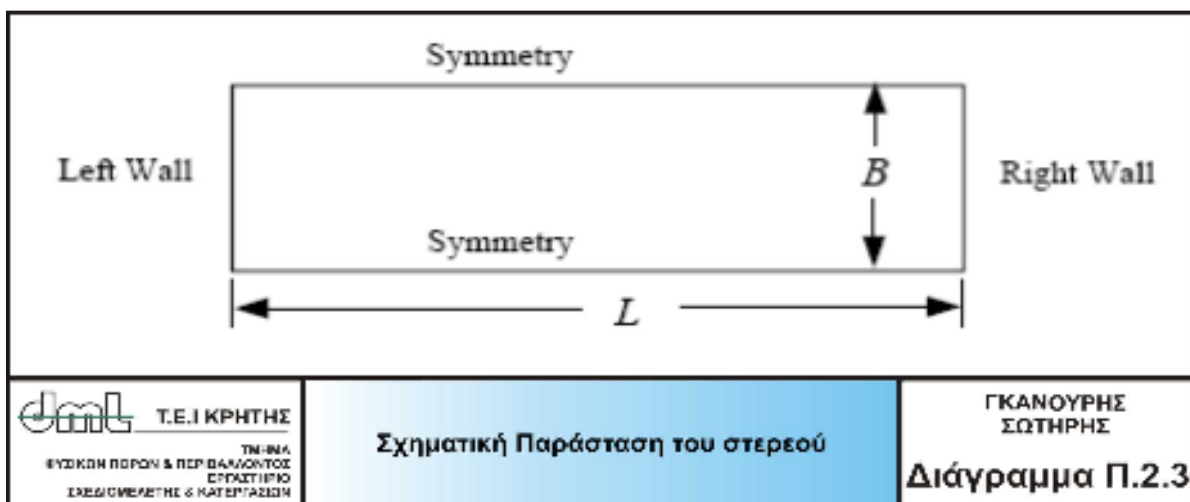 Symmetry
Left Wall
B
Right Wall
Symmetry
L
dml Τ.Ε.Ι ΚΡΗΤΗΣ
ΤΜΗΜΑ
ΦΥΣΙΚΩΝ ΠΟΡΩΝ & ΠΕΡΙΒΑΛΛΟΝΤΟΣ
ΕΡΓΑΣΤΗΡΙΟ
ΣΧΕΔΙΟΜΕΛΕΤΗΣ & ΚΑΤΕΡΓΑΣΙΩΝ
Σχηματική Παράσταση του στερεού
ΓΚΑΝΟΥΡΗΣ
ΣΩΤΗΡΗΣ
Διάγραμμα Π.2.3